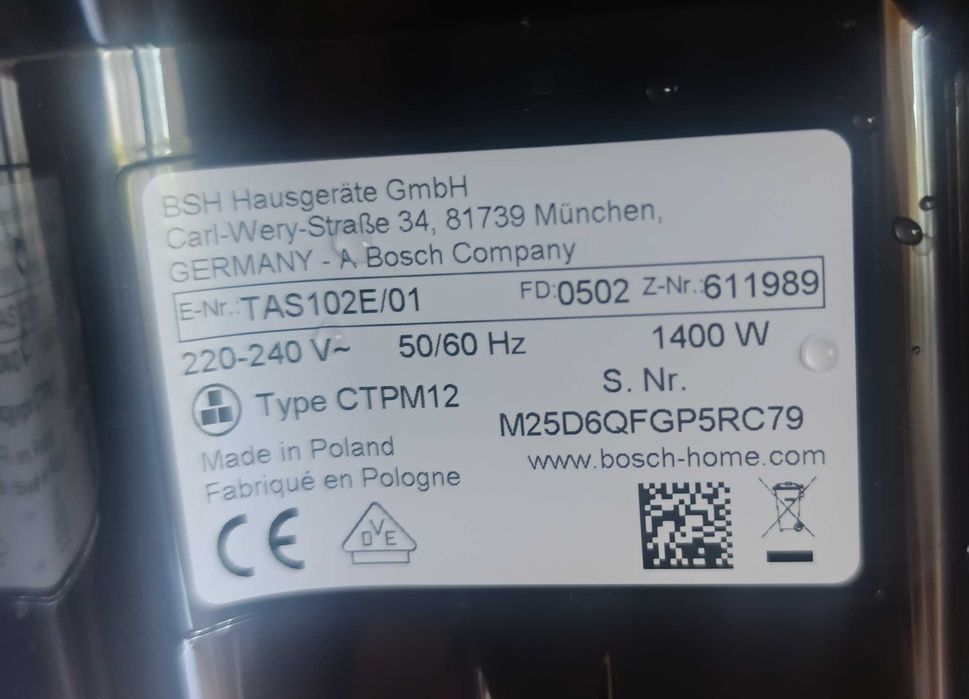 BSH Hausgeräte GmbH
Carl-Wery-Straße 34, 81739 München,
GERMANY - A Bosch Company
E-Nr.:TAS102E/01 FD:0502 Z-Nr.:611989
220-240 V~ 50/60 Hz 1400 W
Type CTPM12
S. Nr.
M25D6QFGP5RC79
Made in Poland
Fabriqué en Pologne
www.bosch-home.com
CE
DVE